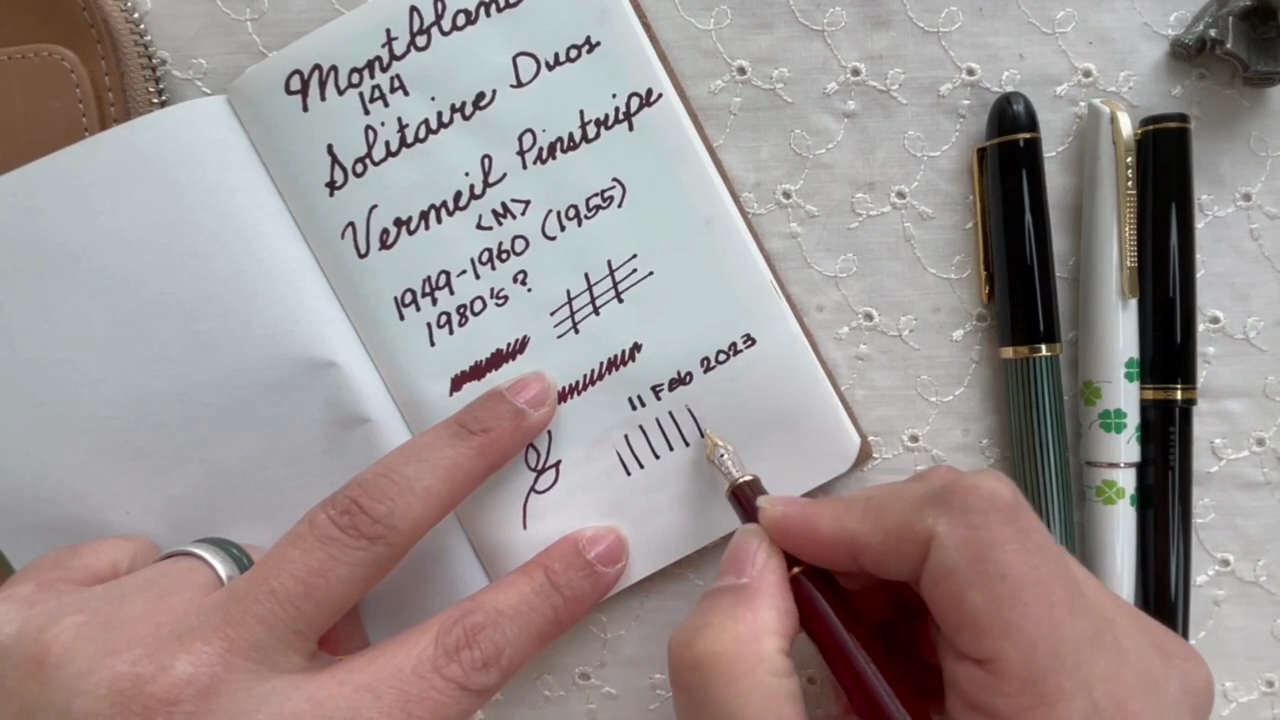 Montblanc
144
Solitaire Duos
Vermeil Pinstripe
<M>
1949-1960 (1955)
1980's?
11 Feb 2023